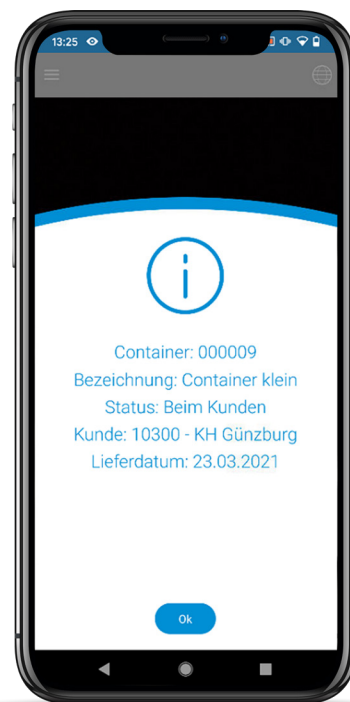 13:25
Container: 000009
Bezeichnung: Container klein
Status: Beim Kunden
Kunde: 10300 - KH Günzburg
Lieferdatum: 23.03.2021
Ok